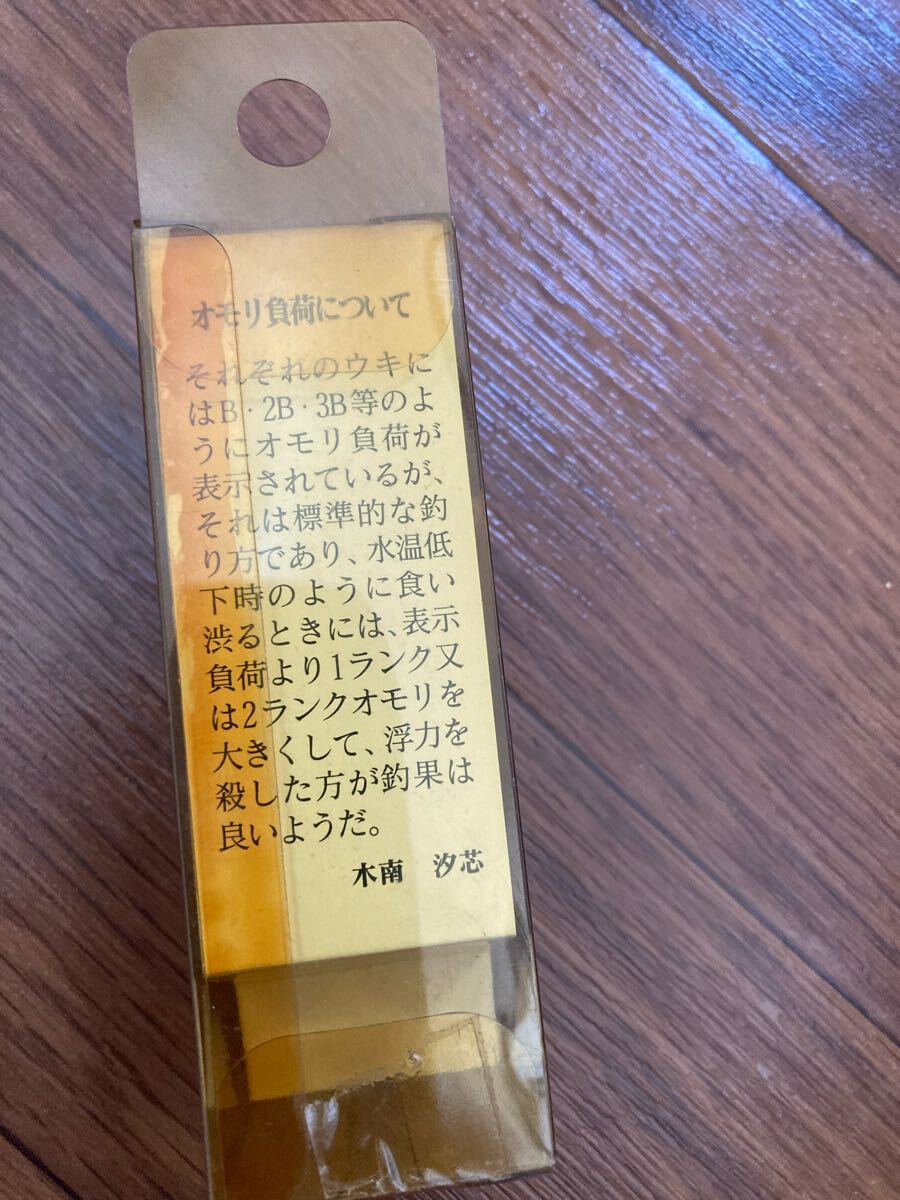 オモリ負荷について
それぞれのウキに
はB・2B・3B等のよ
うにオモリ負荷が
表示されているが、
それは標準的な釣
り方であり、水温低
下時のように食い
渋るときには、表示
負荷より1ランク又
は2ランクオモリを
大きくして、浮力を
殺した方が釣果は
良いようだ。
木南　汐芯